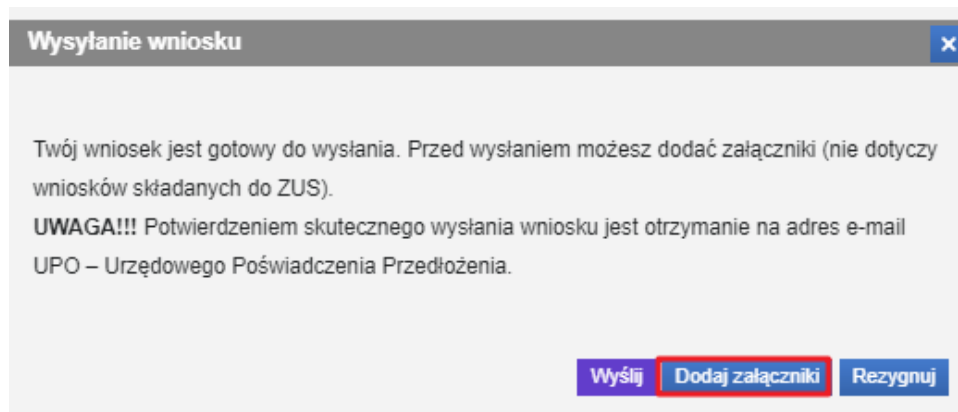 Wysyłanie wniosku
Twój wniosek jest gotowy do wysłania. Przed wysłaniem możesz dodać załączniki (nie dotyczy
wniosków składanych do ZUS).
UWAGA!!! Potwierdzeniem skutecznego wysłania wniosku jest otrzymanie na adres e-mail
UPO – Urzędowego Poświadczenia Przedłożenia.
Wyślij Dodaj załączniki Rezygnuj